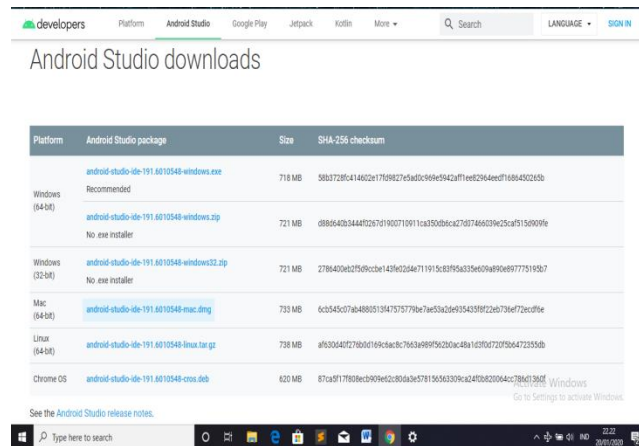 developers Platform Android Studio Google Play Jetpack Kotlin More Search LANGUAGE SIGN IN
Android Studio downloads
Platform Android Studio package Size SHA-256 checksum
Windows (64-bit)
android-studio-ide-191.6010548-windows.exe
Recommended
718 MB
android-studio-ide-191.6010548-windows.zip
No .exe installer
721 MB
Windows (32-bit)
android-studio-ide-191.6010548-windows32.zip
No .exe installer
721 MB
Mac (64-bit)
android-studio-ide-191.6010548-mac.dmg
733 MB
Linux (64-bit)
android-studio-ide-191.6010548-linux.tar.gz
738 MB
Chrome OS
android-studio-ide-191.6010548-cros.deb
620 MB
Activate Windows
Go to Settings to activate Windows.
See the Android Studio release notes.
Type here to search
IND
22.22
20/01/2020